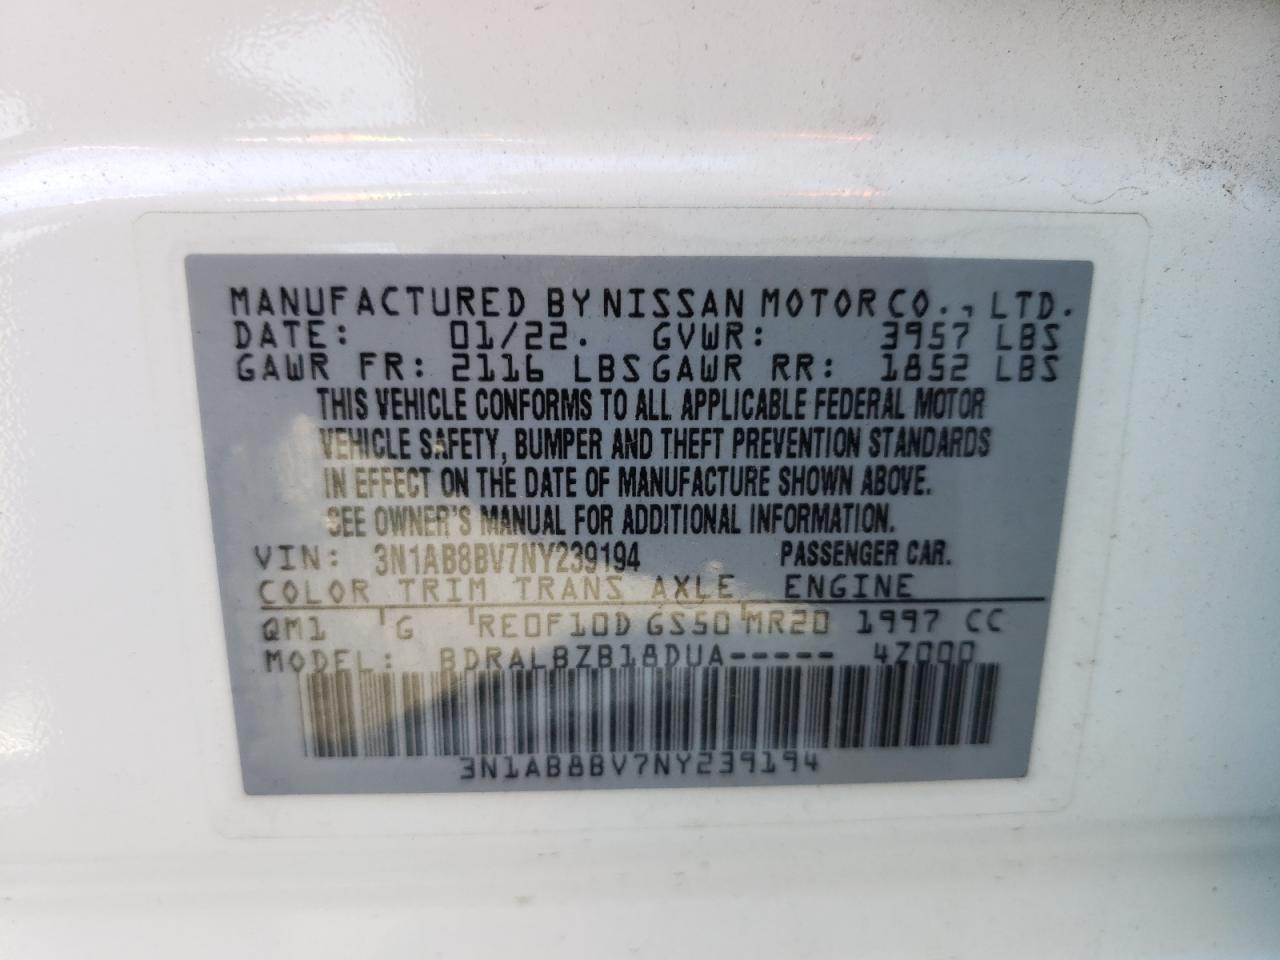 MANUFACTURED BY NISSAN MOTOR CO., LTD.
DATE: 01/22. GVWR: 3957 LBS
GAWR FR: 2116 LBS GAWR RR: 1852 LBS
THIS VEHICLE CONFORMS TO ALL APPLICABLE FEDERAL MOTOR
VEHICLE SAFETY, BUMPER AND THEFT PREVENTION STANDARDS
IN EFFECT ON THE DATE OF MANUFACTURE SHOWN ABOVE.
SEE OWNER'S MANUAL FOR ADDITIONAL INFORMATION.
VIN: 3N1AB8BV7NY239194 PASSENGER CAR.
COLOR TRIM TRANS AXLE ENGINE
QM1 G RE0F10D GS50 MR20 1997 CC
MODEL: BDRALBZB18DUA----- 4Z000
3N1AB8BV7NY239194